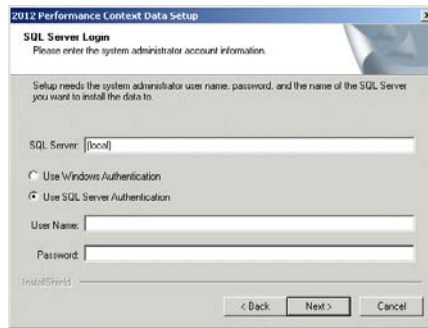 2012 Performance Context Data Setup
SQL Server Login
Please enter the system administrator account information.
Setup needs the system administrator user name, password, and the name of the SQL Server
you want to install the data to.
SQL Server: (local)
Use Windows Authentication
Use SQL Server Authentication
User Name:
Password:
InstallShield
< Back Next > Cancel